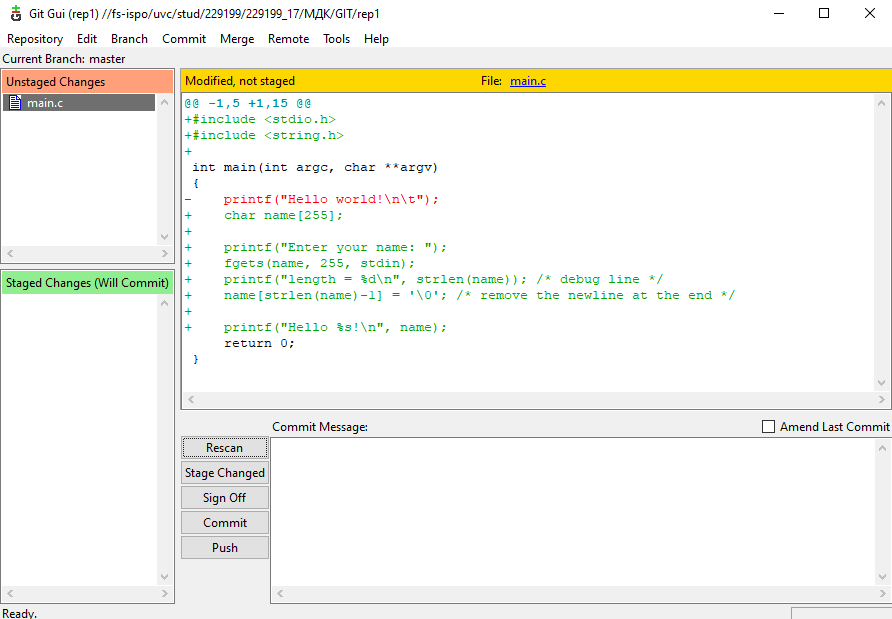 Git Gui (rep1) //fs-ispo/uvc/stud/229199/229199_17/МДК/GIT/rep1
Repository Edit Branch Commit Merge Remote Tools Help
Current Branch: master
Unstaged Changes
main.c
Staged Changes (Will Commit)
Modified, not staged File: main.c
@@ -1,5 +1,15 @@
+#include <stdio.h>
+#include <string.h>
+
 int main(int argc, char **argv)
 {
-    printf("Hello world!\n\t");
+    char name[255];
+
+    printf("Enter your name: ");
+    fgets(name, 255, stdin);
+    printf("length = %d\n", strlen(name)); /* debug line */
+    name[strlen(name)-1] = '\0'; /* remove the newline at the end */
+
+    printf("Hello %s!\n", name);
     return 0;
 }
Commit Message: Amend Last Commit
Rescan
Stage Changed
Sign Off
Commit
Push
Ready.